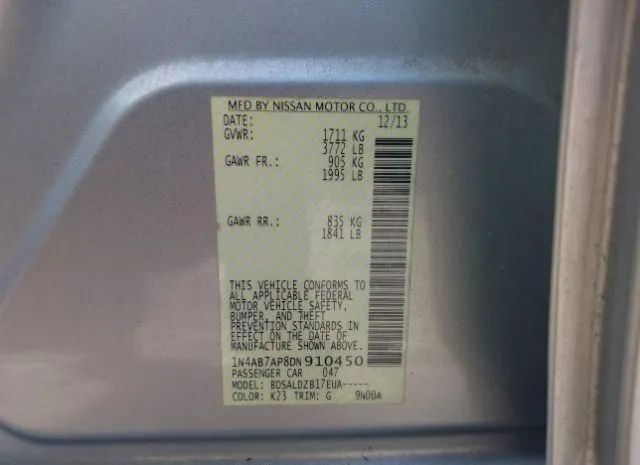 MFD BY NISSAN MOTOR CO., LTD.
DATE: 12/13
GVWR: 1711 KG
3772 LB
GAWR FR.: 905 KG
1995 LB
GAWR RR.: 835 KG
1841 LB
THIS VEHICLE CONFORMS TO
ALL APPLICABLE FEDERAL
MOTOR VEHICLE SAFETY,
BUMPER, AND THEFT
PREVENTION STANDARDS IN
EFFECT ON THE DATE OF
MANUFACTURE SHOWN ABOVE.
1N4AB7AP8DN910450
PASSENGER CAR 047
MODEL: BDSALDZB17EUA-----
COLOR: K23 TRIM: G 9N00A